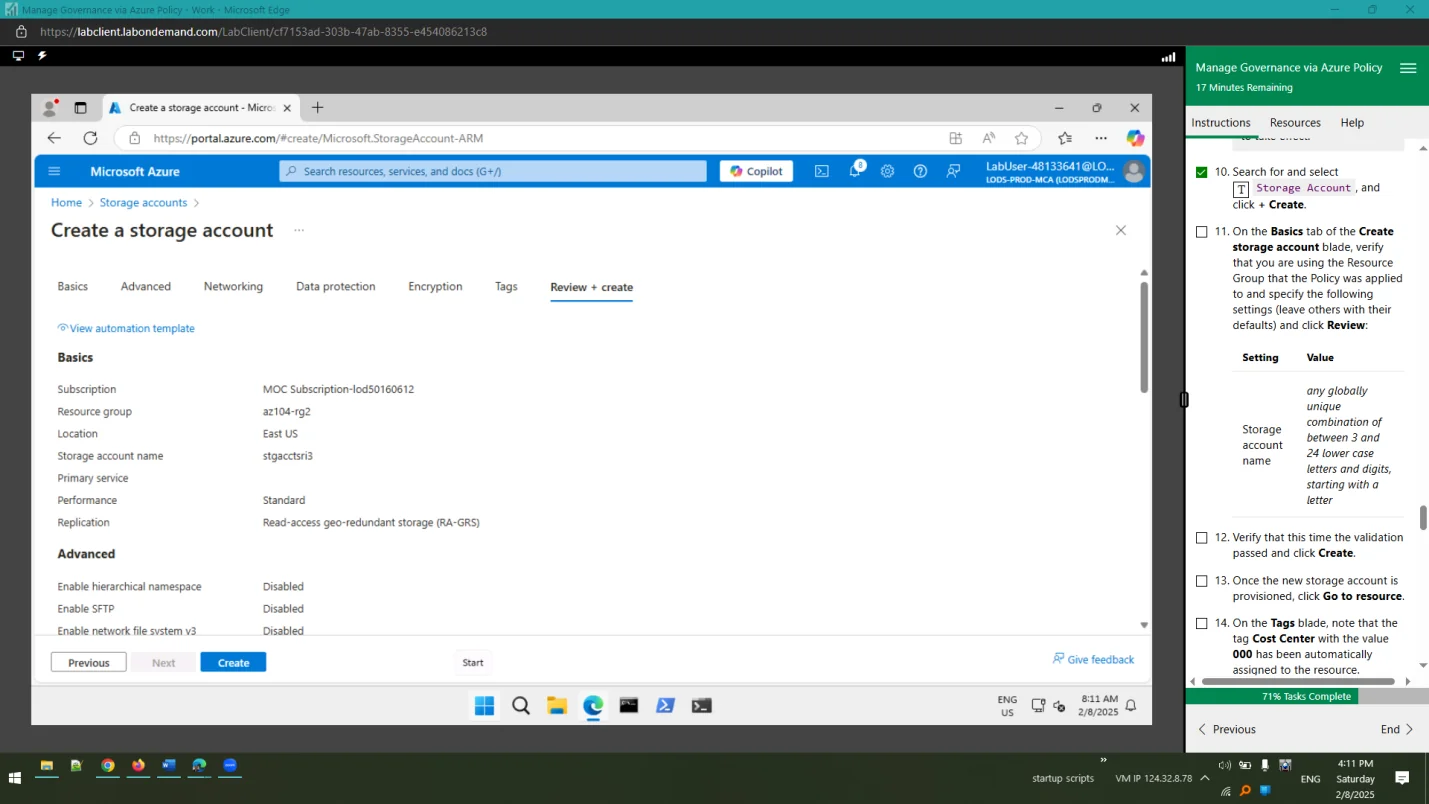 Manage Governance via Azure Policy - Work - Microsoft Edge
https://labclient.labondemand.com/LabClient/cf7153ad-303b-47ab-8355-e454086213c8
Create a storage account - Micro
https://portal.azure.com/#create/Microsoft.StorageAccount-ARM
Microsoft Azure
Search resources, services, and docs (G+/)
Copilot
8
LabUser-48133641@LO...
LODS-PROD-MCA (LODSPRODM...
Home > Storage accounts >
Create a storage account ...
Basics Advanced Networking Data protection Encryption Tags Review + create
View automation template
Basics
Subscription MOC Subscription-lod50160612
Resource group az104-rg2
Location East US
Storage account name stgacctsri3
Primary service
Performance Standard
Replication Read-access geo-redundant storage (RA-GRS)
Advanced
Enable hierarchical namespace Disabled
Enable SFTP Disabled
Enable network file system v3 Disabled
Previous Next Create Start Give feedback
ENG
US
8:11 AM
2/8/2025
Manage Governance via Azure Policy
17 Minutes Remaining
Instructions Resources Help
to take effect.
10. Search for and select
T Storage Account , and
click + Create.
11. On the Basics tab of the Create
storage account blade, verify
that you are using the Resource
Group that the Policy was applied
to and specify the following
settings (leave others with their
defaults) and click Review:
Setting Value
Storage
account
name
any globally
unique
combination of
between 3 and
24 lower case
letters and digits,
starting with a
letter
12. Verify that this time the validation
passed and click Create.
13. Once the new storage account is
provisioned, click Go to resource.
14. On the Tags blade, note that the
tag Cost Center with the value
000 has been automatically
assigned to the resource.
71% Tasks Complete
Previous End
startup scripts
VM IP 124.32.8.78
ENG
4:11 PM
Saturday
2/8/2025